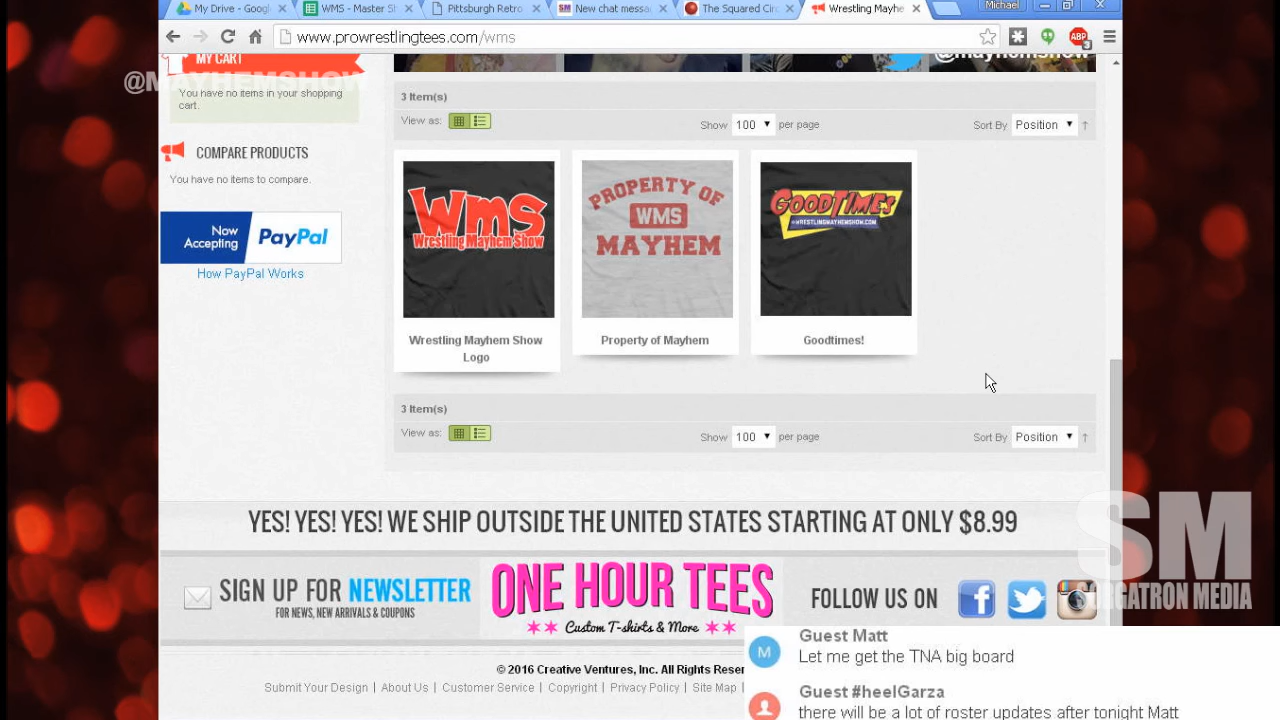 My Drive - Googl
WMS - Master S
Pittsburgh Retro
New chat messa
The Squared Cir
Wrestling Mayhe
Michael
www.prowrestlingtees.com/wms
ABP
3
MY CART
@MAYHEMSHOW
You have no items in your shopping
cart.
@mayhemshow
3 Item(s)
View as:
Show 100 per page
Sort By Position
COMPARE PRODUCTS
You have no items to compare.
Now
Accepting
PayPal
How PayPal Works
WMS
Wrestling Mayhem Show
PROPERTY OF
WMS
MAYHEM
GOODTIMES
WRESTLINGMAYHEMSHOW.COM
Wrestling Mayhem Show
Logo
Property of Mayhem
Goodtimes!
3 Item(s)
View as:
Show 100 per page
Sort By Position
YES! YES! YES! WE SHIP OUTSIDE THE UNITED STATES STARTING AT ONLY $8.99
SM
SORGATRON MEDIA
SIGN UP FOR NEWSLETTER
FOR NEWS, NEW ARRIVALS & COUPONS
ONE HOUR TEES
Custom T-shirts & More
FOLLOW US ON
© 2016 Creative Ventures, Inc. All Rights Reser
Submit Your Design | About Us | Customer Service | Copyright | Privacy Policy | Site Map |
M
Guest Matt
Let me get the TNA big board
Guest #heelGarza
there will be a lot of roster updates after tonight Matt